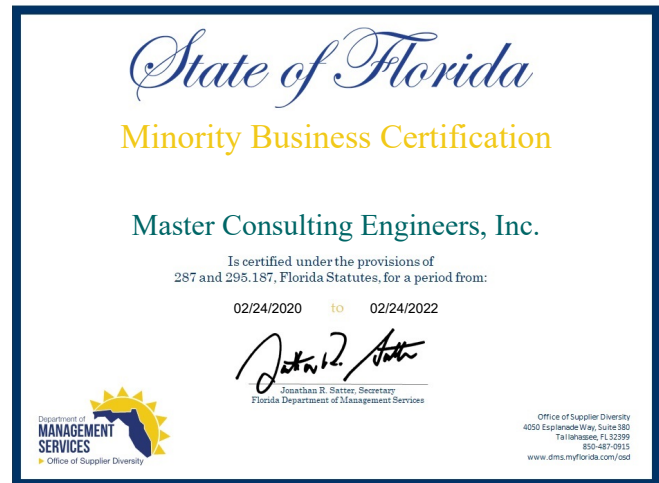 State of Florida
Minority Business Certification
Master Consulting Engineers, Inc.
Is certified under the provisions of
287 and 295.187, Florida Statutes, for a period from:
02/24/2020 to 02/24/2022
Jonathan R. Satter, Secretary
Florida Department of Management Services
Department of
MANAGEMENT
SERVICES
Office of Supplier Diversity
Office of Supplier Diversity
4050 Esplanade Way, Suite 380
Tallahassee, FL 32399
850-487-0915
www.dms.myflorida.com/osd